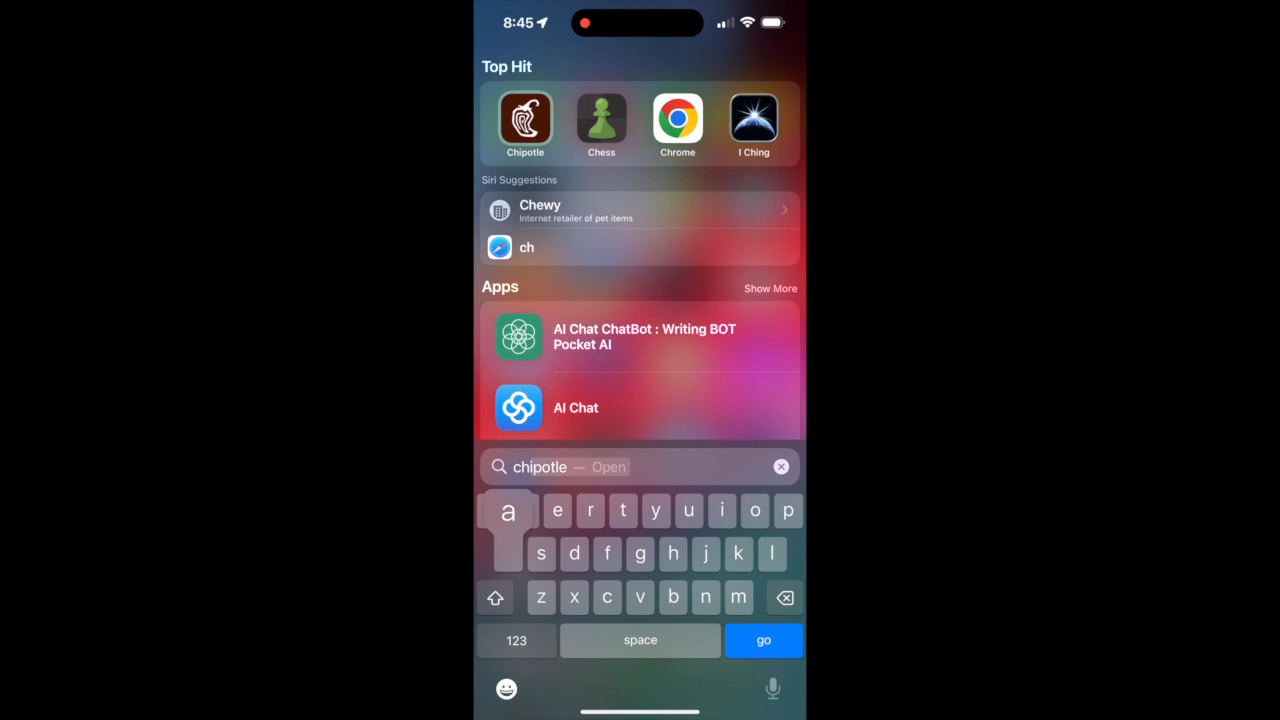 8:45
Top Hit
Chipotle Chess Chrome I Ching
Siri Suggestions
Chewy
Internet retailer of pet items
ch
Apps Show More
AI Chat ChatBot : Writing BOT
Pocket AI
AI Chat
chipotle — Open
a e r t y u i o p
s d f g h j k l
z x c v b n m
123 space go